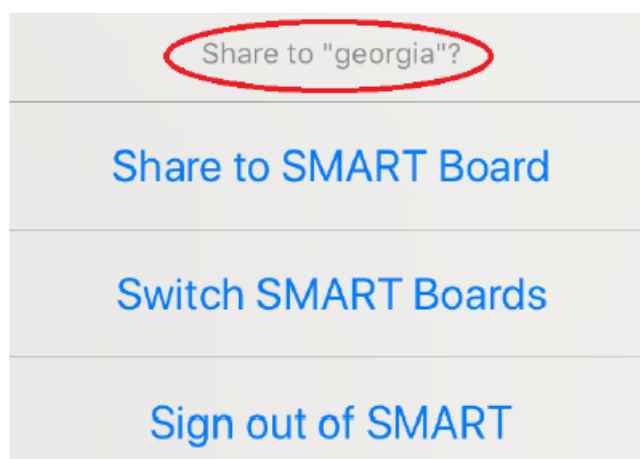 Share to "georgia"?
Share to SMART Board
Switch SMART Boards
Sign out of SMART